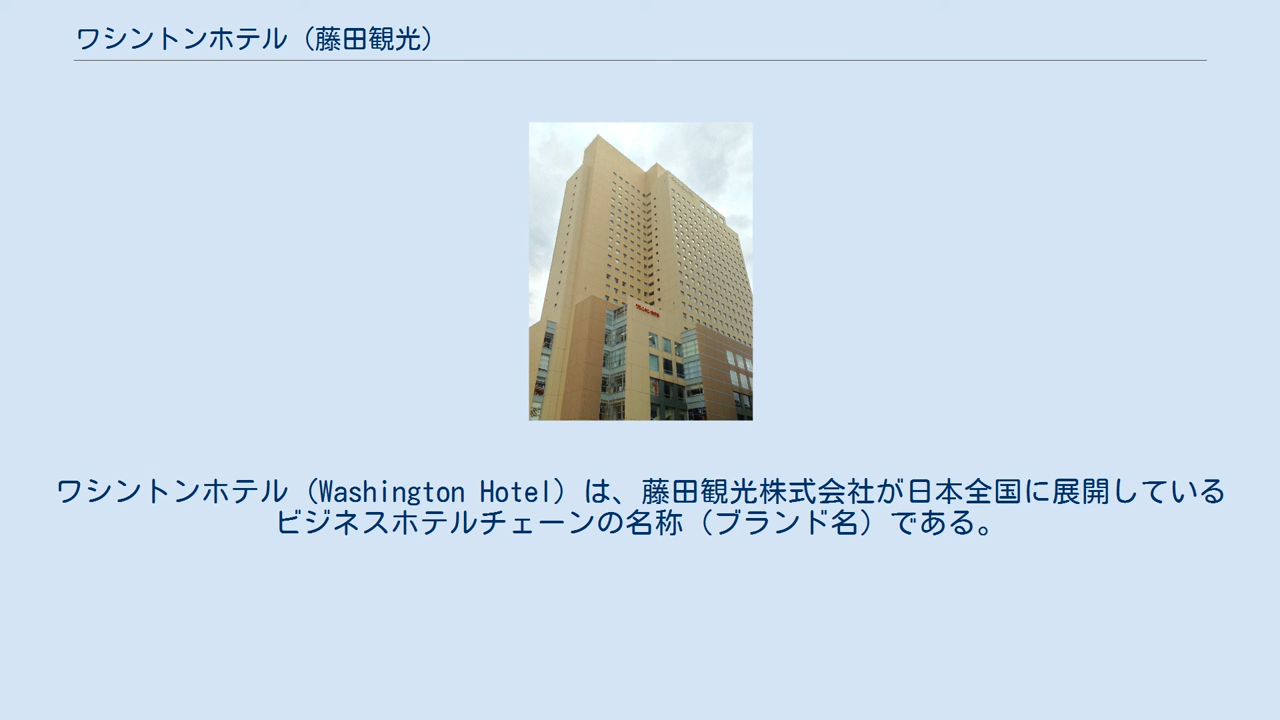 ワシントンホテル（藤田観光）
ワシントンホテル（Washington Hotel）は、藤田観光株式会社が日本全国に展開している
ビジネスホテルチェーンの名称（ブランド名）である。